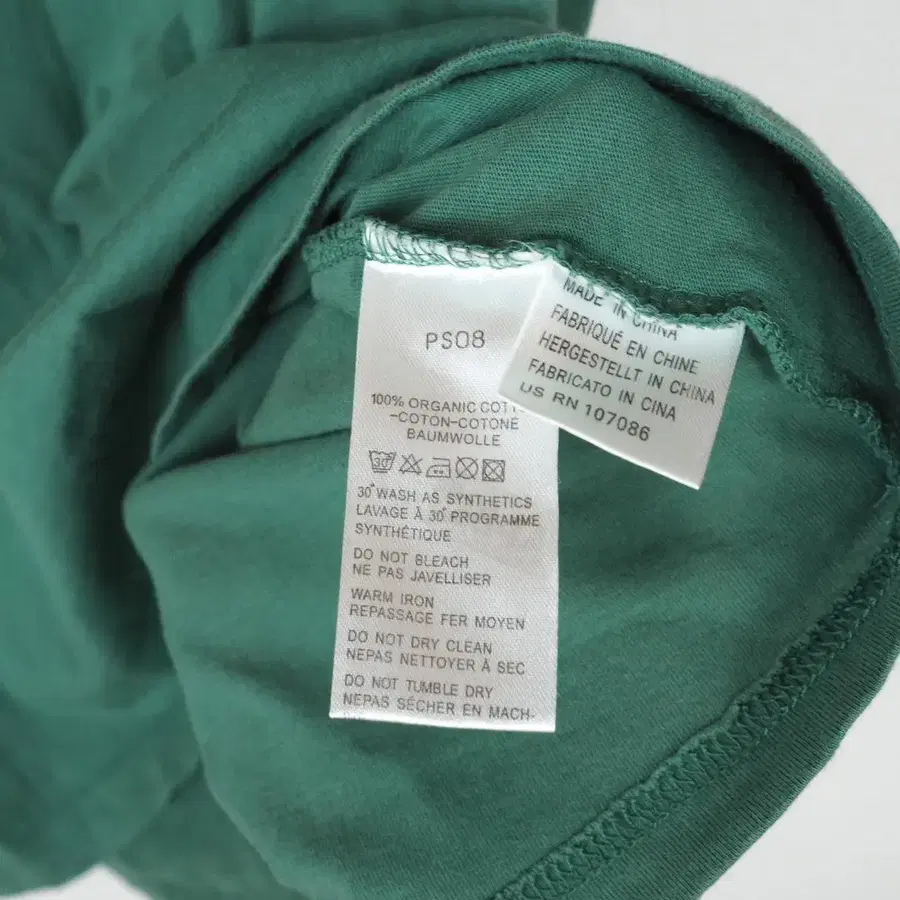 PS08
100% ORGANIC COTT
-COTON-COTONE
BAUMWOLLE
30°
30°WASH AS SYNTHETICS
LAVAGE À 30° PROGRAMME
SYNTHÉTIQUE
DO NOT BLEACH
NE PAS JAVELLISER
WARM IRON
REPASSAGE FER MOYEN
DO NOT DRY CLEAN
NEPAS NETTOYER À SEC
DO NOT TUMBLE DRY
NEPAS SÉCHER EN MACH-
MADE IN CHINA
FABRIQUÉ EN CHINE
HERGESTELLT IN CHINA
FABRICATO IN CINA
US RN 107086